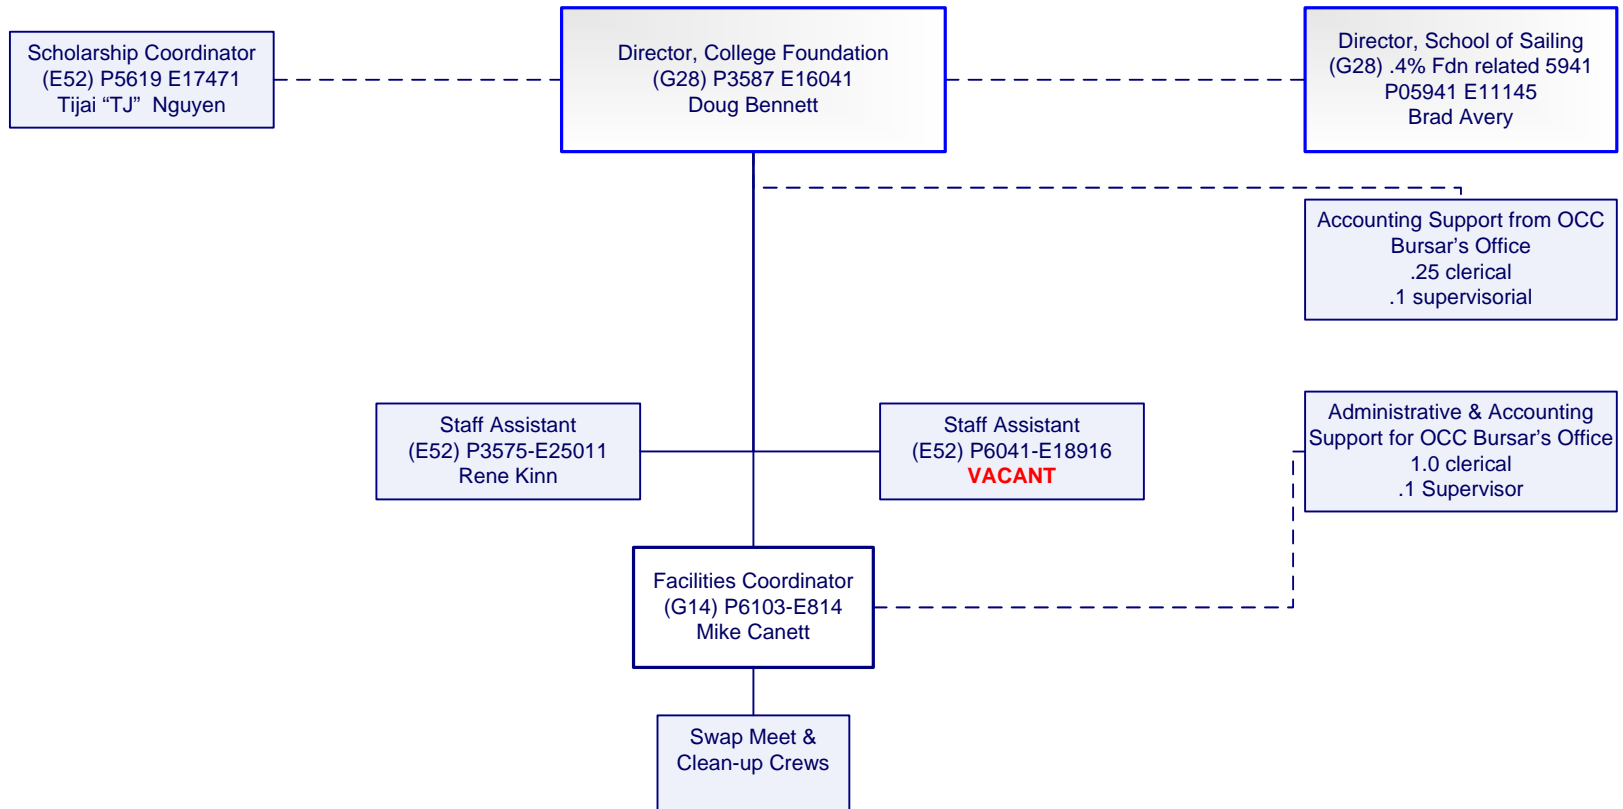 Scholarship Coordinator
(E52) P5619 E17471
Tijai “TJ” Nguyen
Director, College Foundation
(G28) P3587 E16041
Doug Bennett
Director, School of Sailing
(G28) .4% Fdn related 5941
P05941 E11145
Brad Avery
Accounting Support from OCC
Bursar’s Office
.25 clerical
.1 supervisorial
Staff Assistant
(E52) P3575-E25011
Rene Kinn
Staff Assistant
(E52) P6041-E18916
VACANT
Administrative & Accounting
Support for OCC Bursar’s Office
1.0 clerical
.1 Supervisor
Facilities Coordinator
(G14) P6103-E814
Mike Canett
Swap Meet &
Clean-up Crews